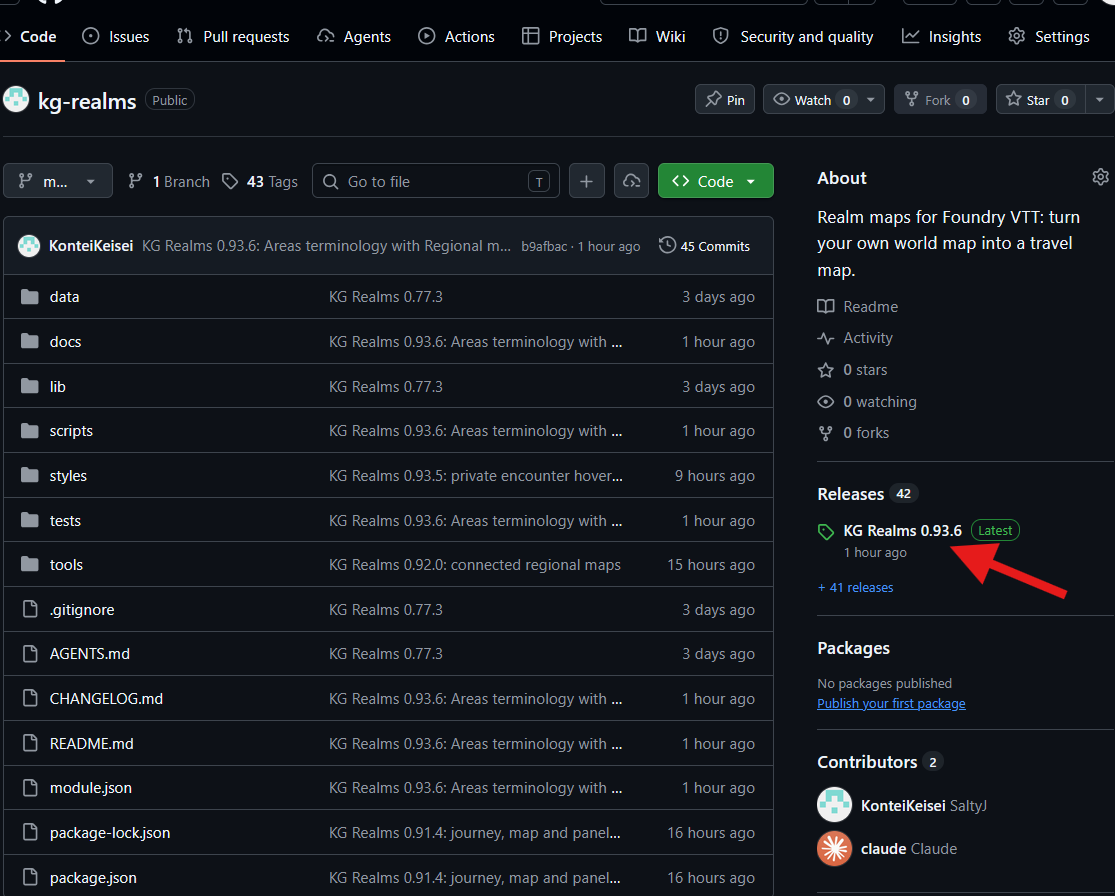 Code
Issues
Pull requests
Agents
Actions
Projects
Wiki
Security and quality
Insights
Settings
kg-realms
Public
Pin
Watch 0
Fork 0
Star 0
m...
1 Branch
43 Tags
Go to file
T
Code
KonteiKeisei KG Realms 0.93.6: Areas terminology with Regional m... b9afbac · 1 hour ago
45 Commits
data KG Realms 0.77.3 3 days ago
docs KG Realms 0.93.6: Areas terminology with ... 1 hour ago
lib KG Realms 0.77.3 3 days ago
scripts KG Realms 0.93.6: Areas terminology with ... 1 hour ago
styles KG Realms 0.93.5: private encounter hover... 9 hours ago
tests KG Realms 0.93.6: Areas terminology with ... 1 hour ago
tools KG Realms 0.92.0: connected regional maps 15 hours ago
.gitignore KG Realms 0.77.3 3 days ago
AGENTS.md KG Realms 0.77.3 3 days ago
CHANGELOG.md KG Realms 0.93.6: Areas terminology with ... 1 hour ago
README.md KG Realms 0.93.6: Areas terminology with ... 1 hour ago
module.json KG Realms 0.93.6: Areas terminology with ... 1 hour ago
package-lock.json KG Realms 0.91.4: journey, map and panel... 16 hours ago
package.json KG Realms 0.91.4: journey, map and panel... 16 hours ago
About
Realm maps for Foundry VTT: turn
your own world map into a travel
map.
Readme
Activity
0 stars
0 watching
0 forks
Releases 42
KG Realms 0.93.6 Latest
1 hour ago
+ 41 releases
Packages
No packages published
Publish your first package
Contributors 2
KonteiKeisei SaltyJ
claude Claude